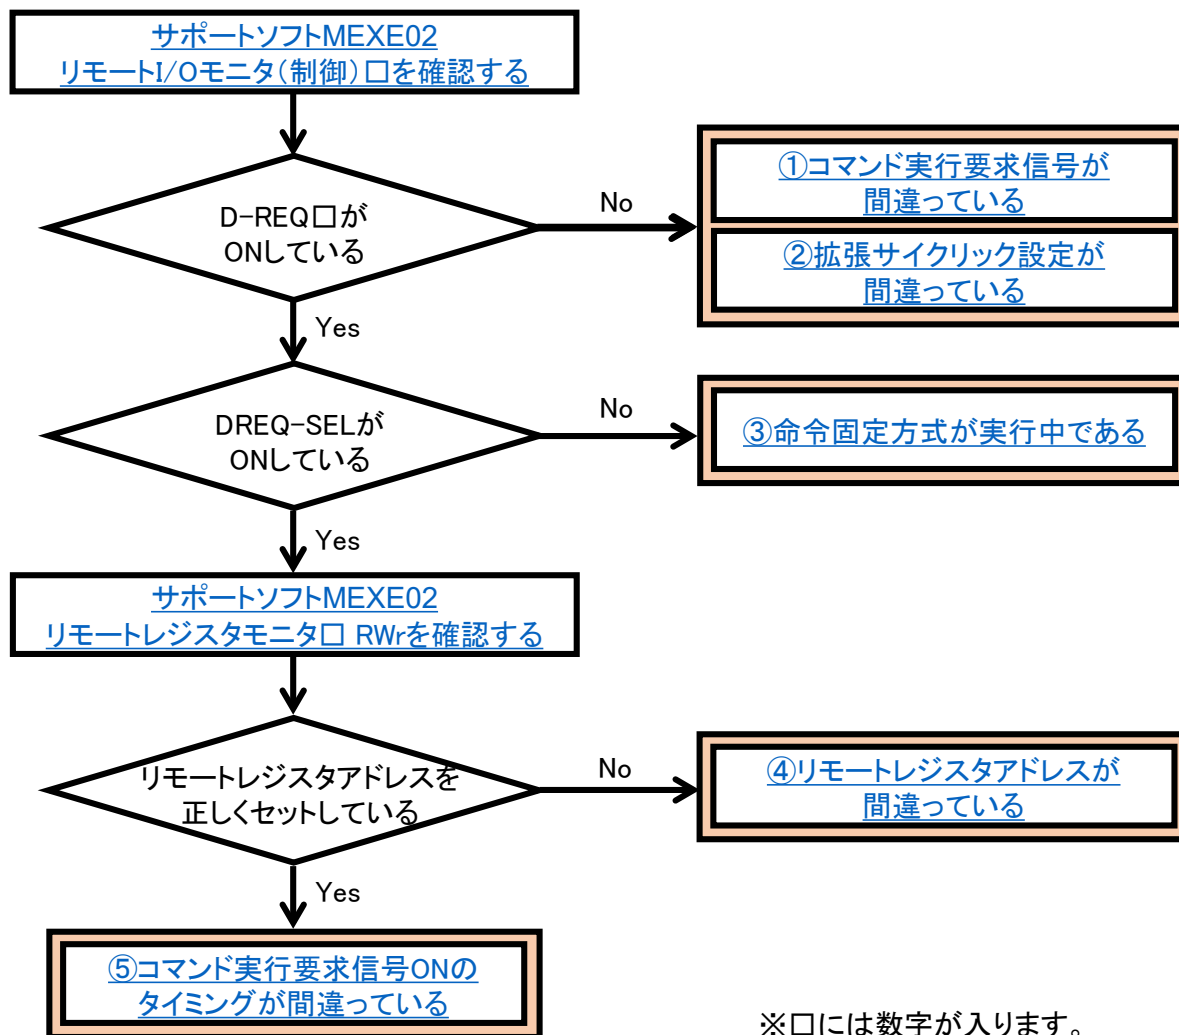 サポートソフトMEXE02
リモートI/Oモニタ(制御)□を確認する
D-REQ□が
ONしている
No
①コマンド実行要求信号が
間違っている
②拡張サイクリック設定が
間違っている
Yes
DREQ-SELが
ONしている
No
③命令固定方式が実行中である
Yes
サポートソフトMEXE02
リモートレジスタモニタ□ RWrを確認する
リモートレジスタアドレスを
正しくセットしている
No
④リモートレジスタアドレスが
間違っている
Yes
⑤コマンド実行要求信号ONの
タイミングが間違っている
※□には数字が入ります。